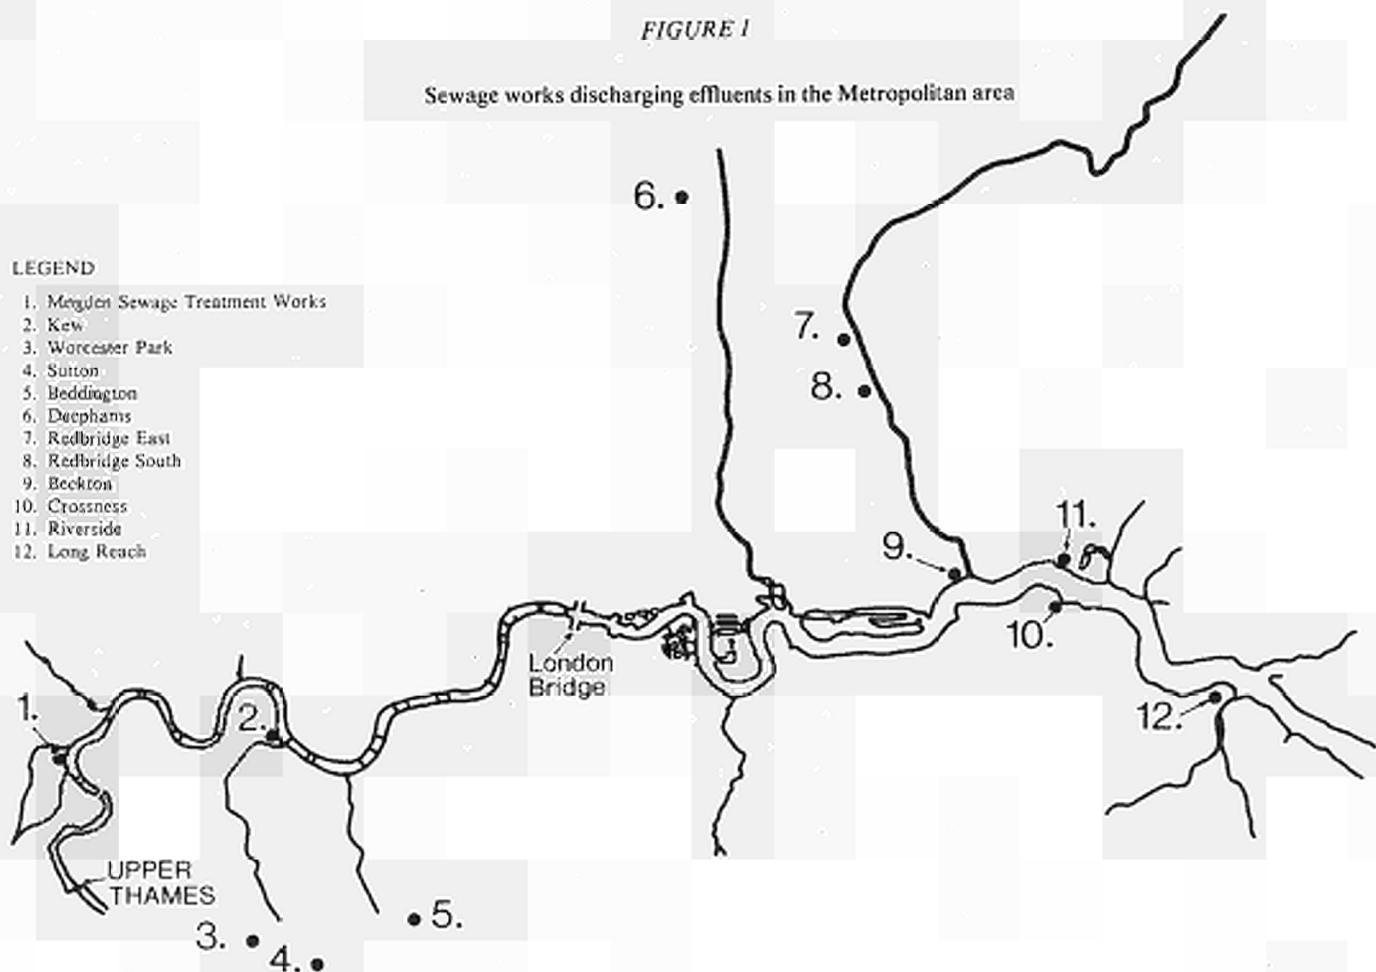 FIGURE 1
Sewage works discharging effluents in the Metropolitan area
6.
LEGEND
1. Mogden Sewage Treatment Works
2. Kew
3. Worcester Park
4. Sutton
5. Beddington
6. Deephams
7. Redbridge East
8. Redbridge South
9. Beckton
10. Crossness
11. Riverside
12. Long Reach
7.
8.
11.
9.
10.
London
Bridge
1.
2.
12.
UPPER
THAMES
5.
3.
4.